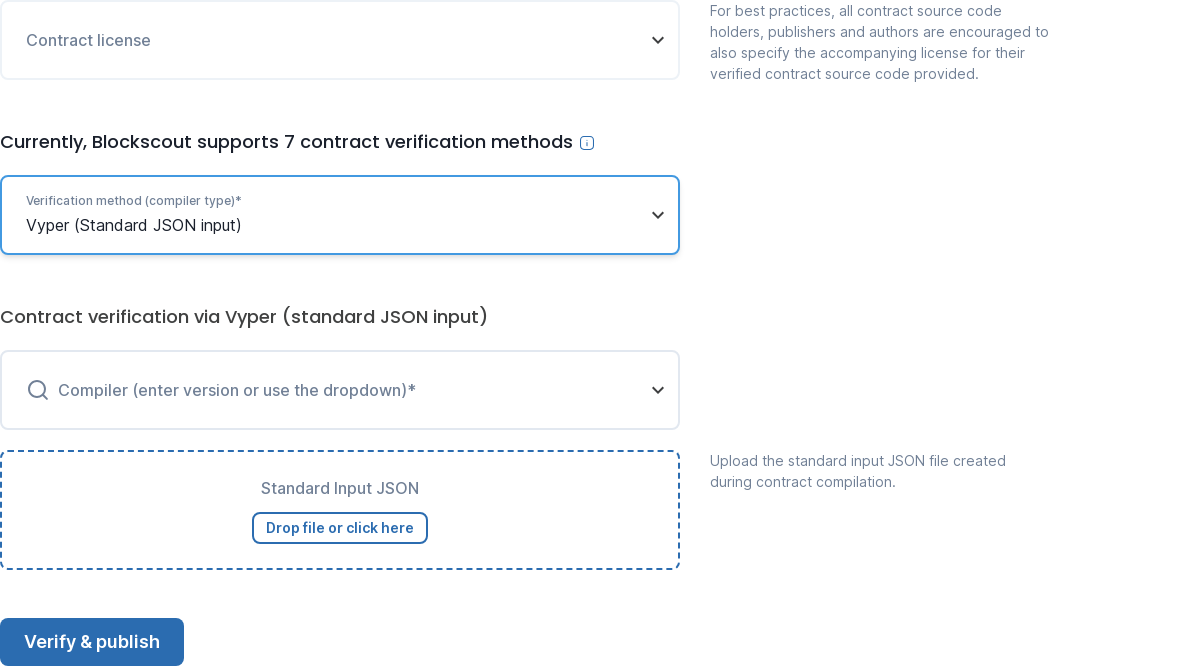 Contract license
For best practices, all contract source code
holders, publishers and authors are encouraged to
also specify the accompanying license for their
verified contract source code provided.
Currently, Blockscout supports 7 contract verification methods
Verification method (compiler type)*
Vyper (Standard JSON input)
Contract verification via Vyper (standard JSON input)
Compiler (enter version or use the dropdown)*
Standard Input JSON
Drop file or click here
Upload the standard input JSON file created
during contract compilation.
Verify & publish